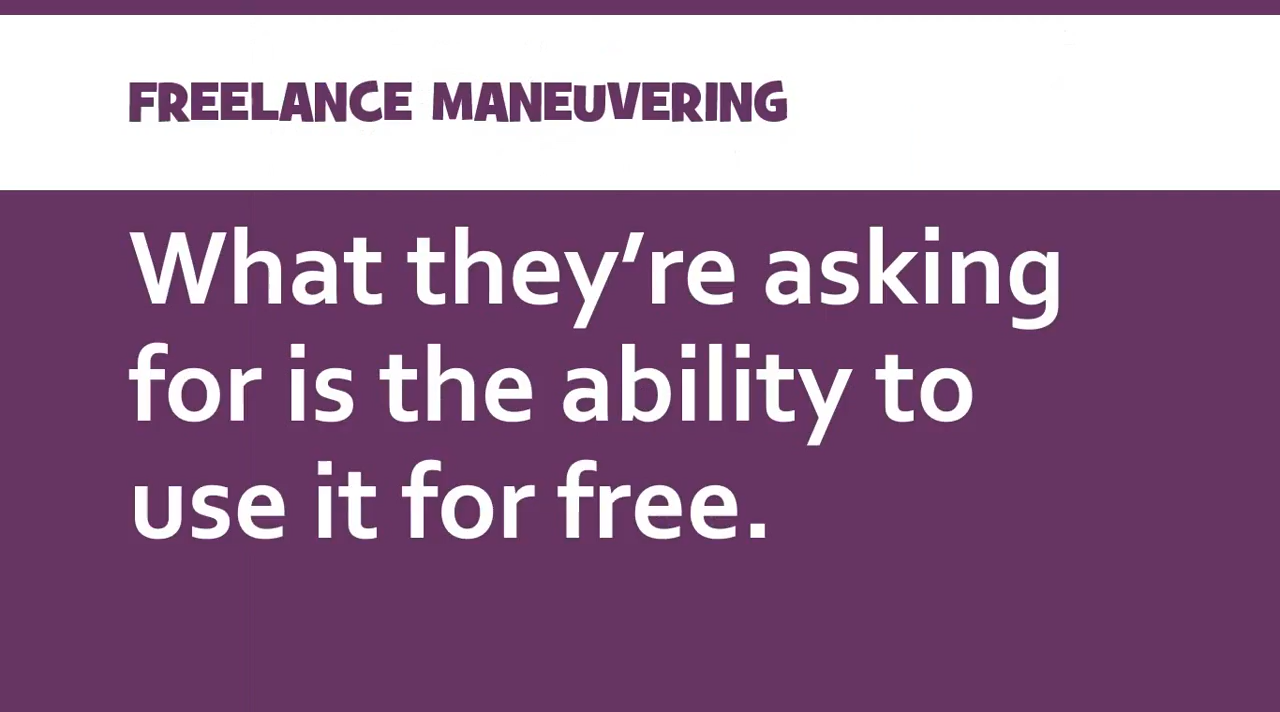 FREELANCE MANEUVERING
What they’re asking
for is the ability to
use it for free.